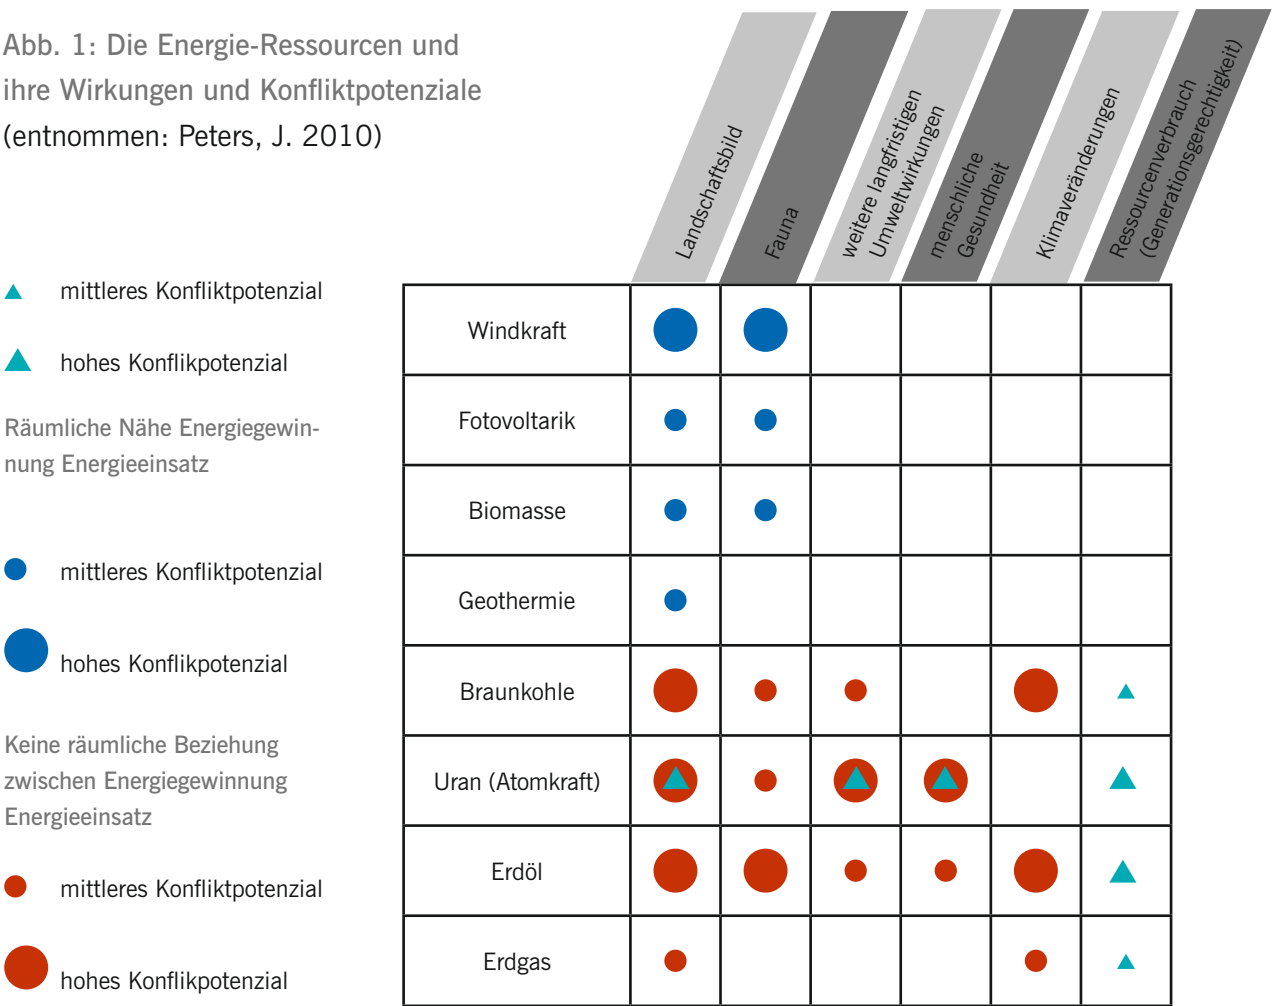 Abb. 1: Die Energie-Ressourcen und
ihre Wirkungen und Konfliktpotenziale
(entnommen: Peters, J. 2010)
Landschaftsbild
Fauna
weitere langfristigen
Umweltwirkungen
menschliche
Gesundheit
Klimaveränderungen
Ressourcenverbrauch
(Generationsgerechtigkeit)
mittleres Konfliktpotenzial
hohes Konflikpotenzial
Räumliche Nähe Energiegewin-
nung Energieeinsatz
mittleres Konfliktpotenzial
hohes Konflikpotenzial
Keine räumliche Beziehung
zwischen Energiegewinnung
Energieeinsatz
mittleres Konfliktpotenzial
hohes Konflikpotenzial
Windkraft
Fotovoltarik
Biomasse
Geothermie
Braunkohle
Uran (Atomkraft)
Erdöl
Erdgas